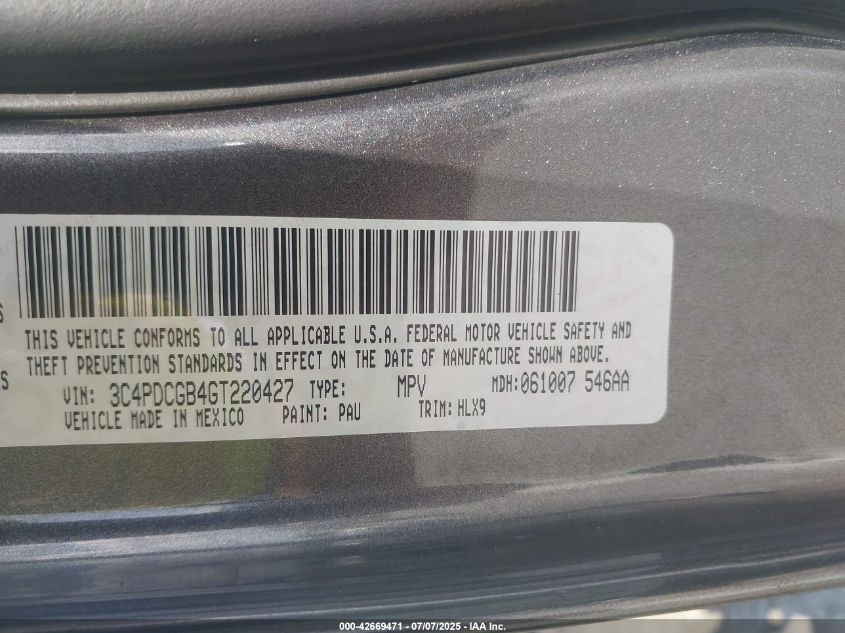 S
THIS VEHICLE CONFORMS TO ALL APPLICABLE U.S.A. FEDERAL MOTOR VEHICLE SAFETY AND
THEFT PREVENTION STANDARDS IN EFFECT ON THE DATE OF MANUFACTURE SHOWN ABOVE.
S
VIN: 3C4PDCGB4GT220427 TYPE: MPV MDH:061007 546AA
VEHICLE MADE IN MEXICO PAINT: PAU TRIM: HLX9
000-42669471 - 07/07/2025 - IAA Inc.